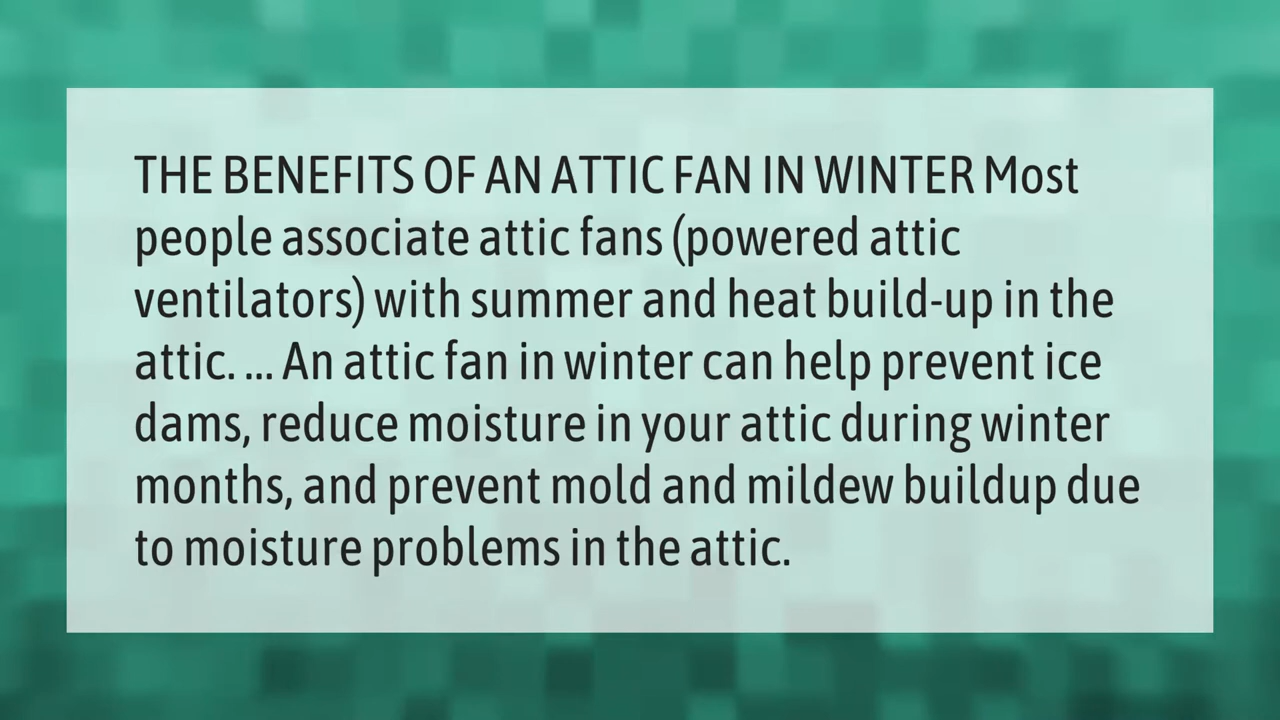 THE BENEFITS OF AN ATTIC FAN IN WINTER Most
people associate attic fans (powered attic
ventilators) with summer and heat build-up in the
attic. ... An attic fan in winter can help prevent ice
dams, reduce moisture in your attic during winter
months, and prevent mold and mildew buildup due
to moisture problems in the attic.